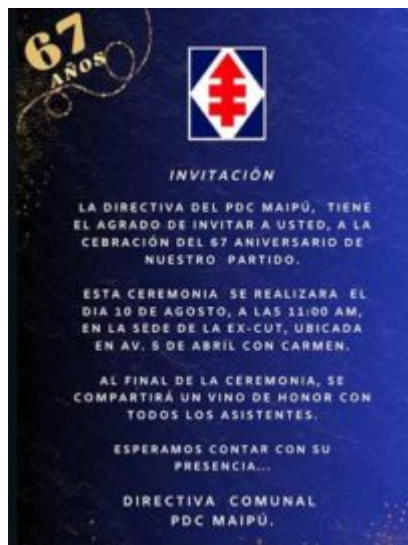 67
AÑOS
INVITACIÓN
LA DIRECTIVA DEL PDC MAIPÚ, TIENE
EL AGRADO DE INVITAR A USTED, A LA
CEBRACIÓN DEL 67 ANIVERSARIO DE
NUESTRO PARTIDO.
ESTA CEREMONIA SE REALIZARA EL
DIA 10 DE AGOSTO, A LAS 11:00 AM,
EN LA SEDE DE LA EX-CUT, UBICADA
EN AV. 5 DE ABRIL CON CARMEN.
AL FINAL DE LA CEREMONIA, SE
COMPARTIRÁ UN VINO DE HONOR CON
TODOS LOS ASISTENTES.
ESPERAMOS CONTAR CON SU
PRESENCIA...
DIRECTIVA COMUNAL
PDC MAIPÚ.